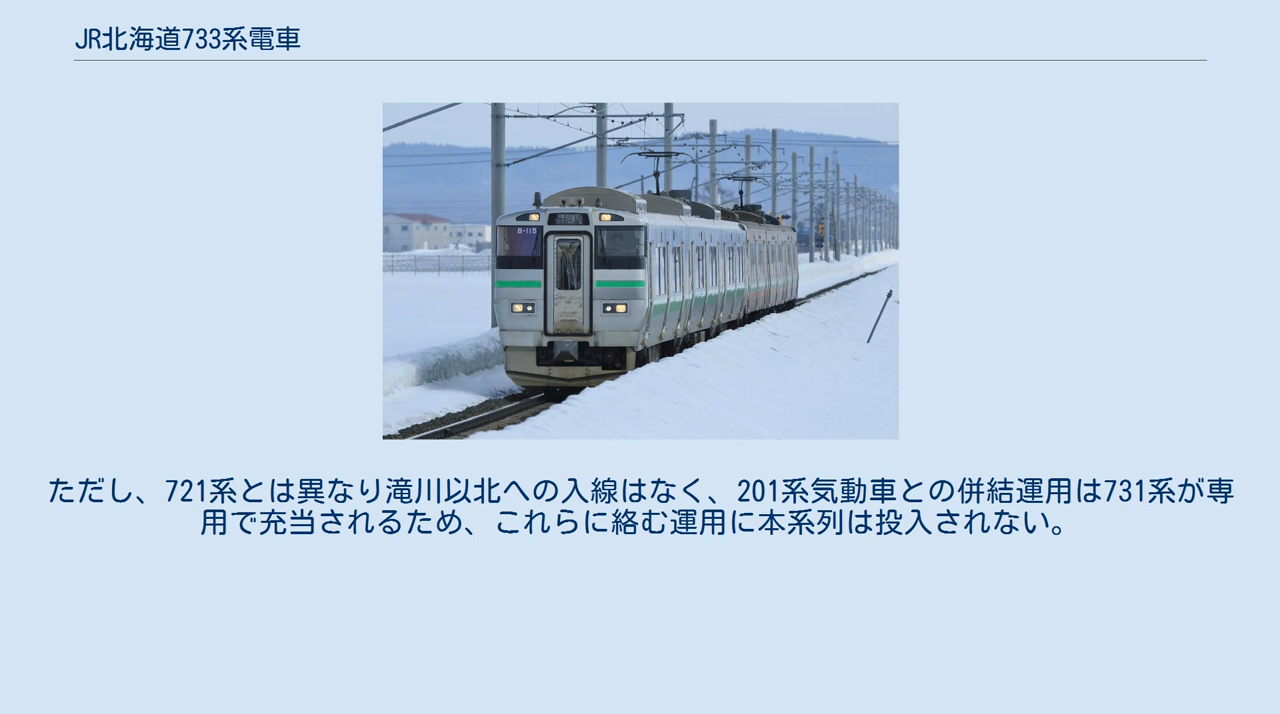 JR北海道733系電車
B-115
ただし、721系とは異なり滝川以北への入線はなく、201系気動車との併結運用は731系が専
用で充当されるため、これらに絡む運用に本系列は投入されない。